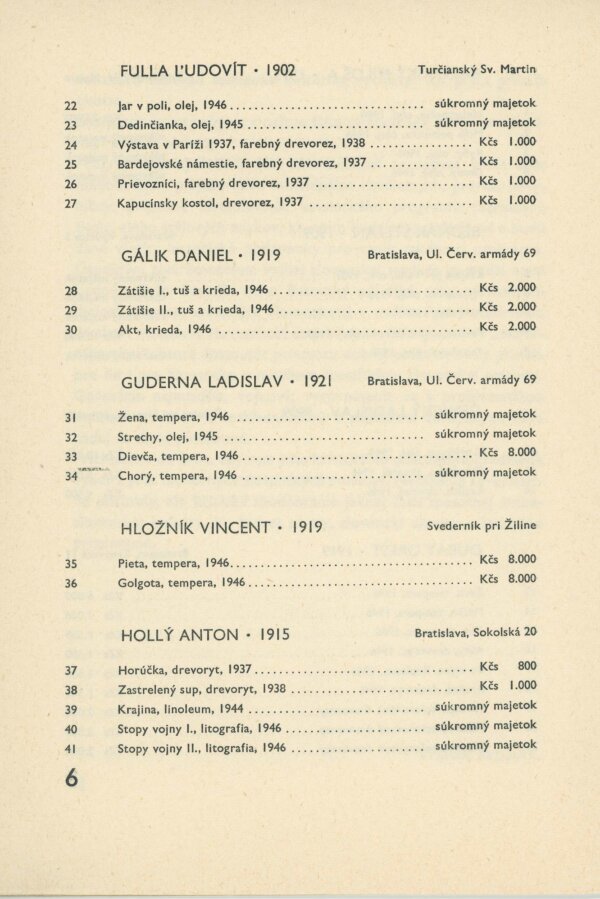 FULLA ĽUDOVÍT • 1902 Turčianský Sv. Martin
22 Jar v poli, olej, 1946 ........................... súkromný majetok
23 Dedinčianka, olej, 1945 ........................... súkromný majetok
24 Výstava v Paríži 1937, farebný drevorez, 1938 ............... Kčs 1.000
25 Bardejovské námestie, farebný drevorez, 1937 ............... Kčs 1.000
26 Prievozníci, farebný drevorez, 1937 ....................... Kčs 1.000
27 Kapucínsky kostol, drevorez, 1937 ....................... Kčs 1.000
GÁLIK DANIEL • 1919 Bratislava, Ul. Červ. armády 69
28 Zátišie I., tuš a krieda, 1946 ........................... Kčs 2.000
29 Zátišie II., tuš a krieda, 1946 ........................... Kčs 2.000
30 Akt, krieda, 1946 ................................... Kčs 2.000
GUDERNA LADISLAV • 1921 Bratislava, Ul. Červ. armády 69
31 Žena, tempera, 1946 ........................... súkromný majetok
32 Strechy, olej, 1945 ........................... súkromný majetok
33 Dievča, tempera, 1946 ................................ Kčs 8.000
34 Chorý, tempera, 1946 ........................... súkromný majetok
HLOŽNÍK VINCENT • 1919 Svederník pri Žiline
35 Pieta, tempera, 1946 .................................. Kčs 8.000
36 Golgota, tempera, 1946 ............................... Kčs 8.000
HOLLÝ ANTON • 1915 Bratislava, Sokolská 20
37 Horúčka, drevoryt, 1937 .............................. Kčs 800
38 Zastrelený sup, drevoryt, 1938 ......................... Kčs 1.000
39 Krajina, linoleum, 1944 ........................... súkromný majetok
40 Stopy vojny I., litografia, 1946 .................... súkromný majetok
41 Stopy vojny II., litografia, 1946 ................... súkromný majetok
6